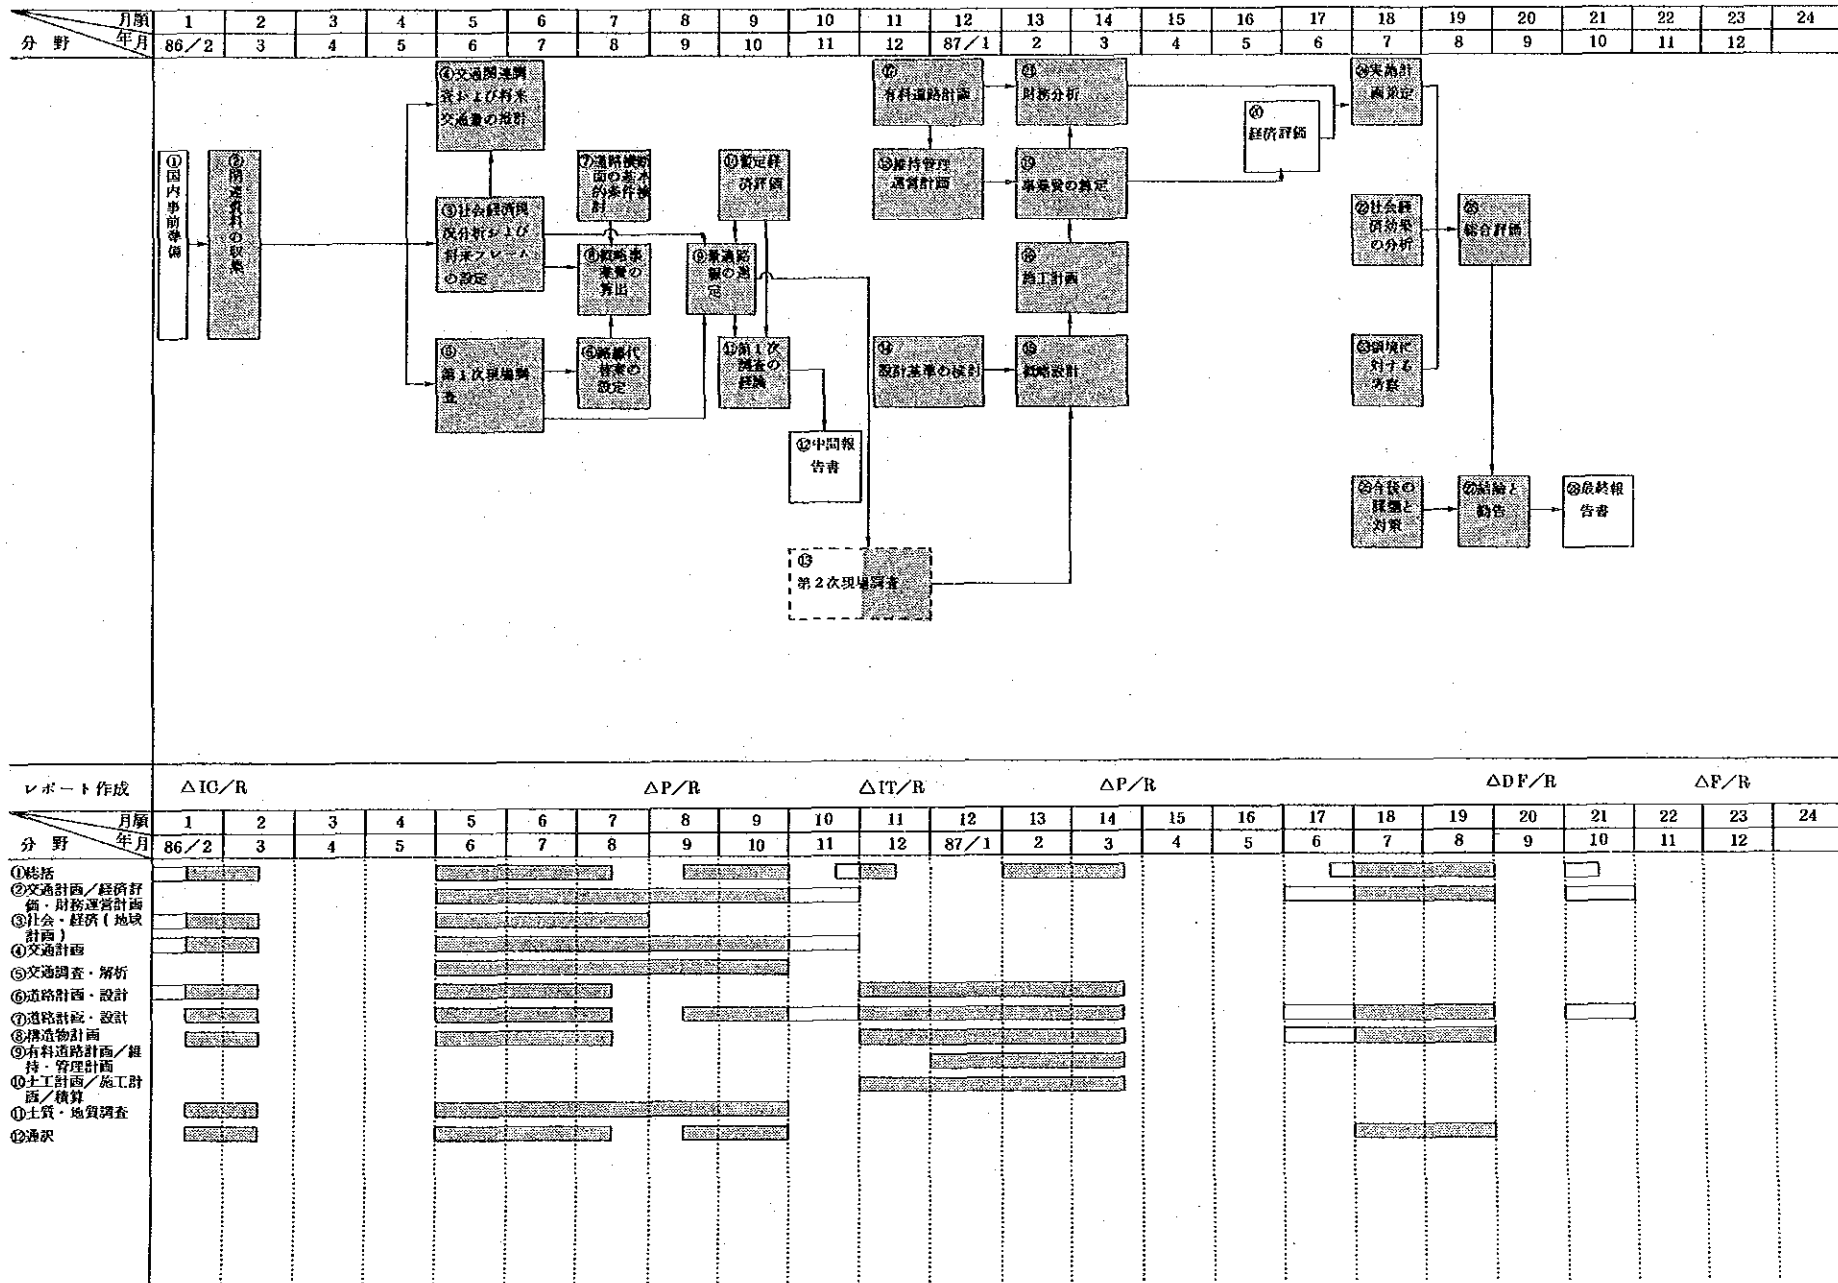 月順 1 2 3 4 5 6 7 8 9 10 11 12 13 14 15 16 17 18 19 20 21 22 23 24
分野 年月 86/2 3 4 5 6 7 8 9 10 11 12 87/1 2 3 4 5 6 7 8 9 10 11 12
①国内事前準備
②関連資料の収集
④交通関連調
査および将来
交通量の推計
③社会経済現
況分析および
将来フレーム
の設定
⑤
第1次現場調
査
⑦道路横断
面の基本
的条件検
討
⑧概略事
業費の
算出
⑥路線代
替案の
設定
⑨最適路
線の選
定
⑩暫定経
済評価
⑪第1次
調査の
結論
⑫中間報
告書
⑬
第2次現場調査
⑰
有料道路計画
⑱維持管理
運営計画
⑭
設計基準の検討
㉑
財務分析
⑲
事業費の算定
⑯
施工計画
⑮
概略設計
⑳
経済評価
㉔実施計
画策定
㉒社会経
済効果
の分析
㉓環境に
対する
考察
㉕今後の
課題と
対策
㉖
総合評価
㉗結論と
勧告
㉘最終報
告書
レポート作成 △IC/R △P/R △IT/R △P/R △DF/R △F/R
月順 1 2 3 4 5 6 7 8 9 10 11 12 13 14 15 16 17 18 19 20 21 22 23 24
分野 年月 86/2 3 4 5 6 7 8 9 10 11 12 87/1 2 3 4 5 6 7 8 9 10 11 12
①総括
②交通計画/経済評
価・財務運営計画
③社会・経済(地域
計画)
④交通計画
⑤交通調査・解析
⑥道路計画・設計
⑦道路計画・設計
⑧構造物計画
⑨有料道路計画/維
持・管理計画
⑩土工計画/施工計
画/積算
⑪土質・地質調査
⑫通訳